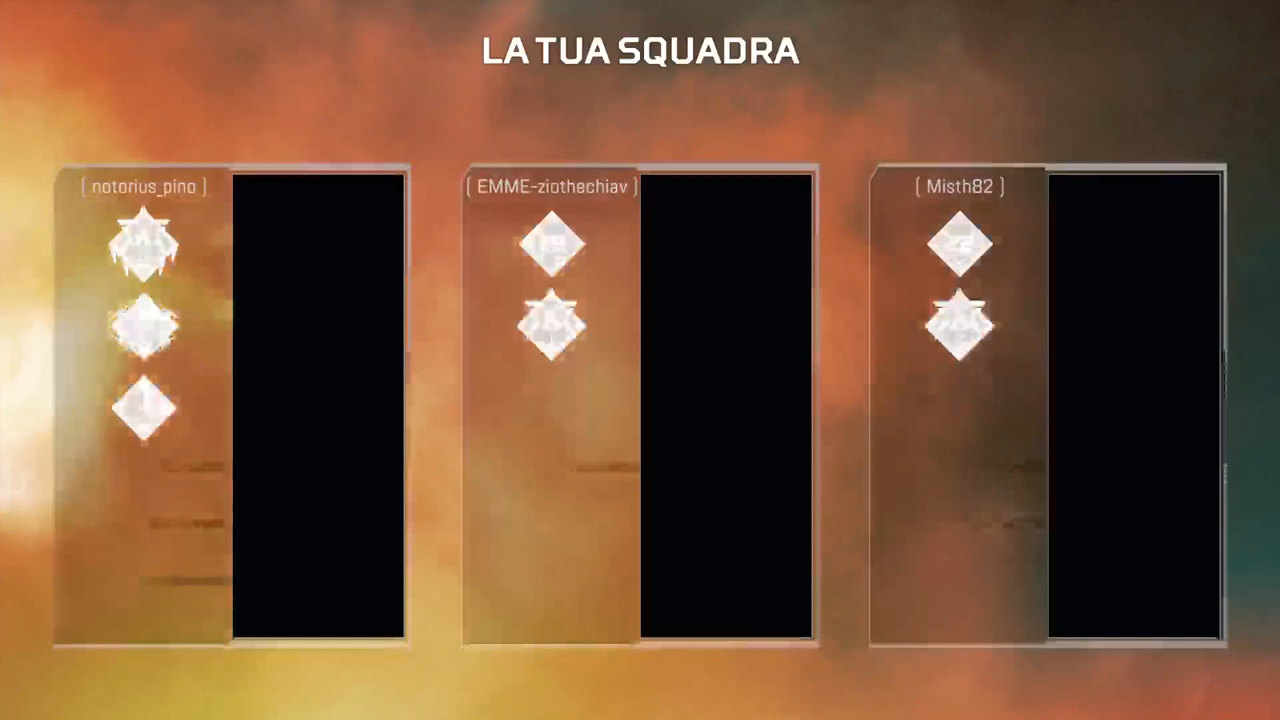 LA TUA SQUADRA
[ notorius_pino ]
[ EMME-ziothechiav ]
[ Misth82 ]